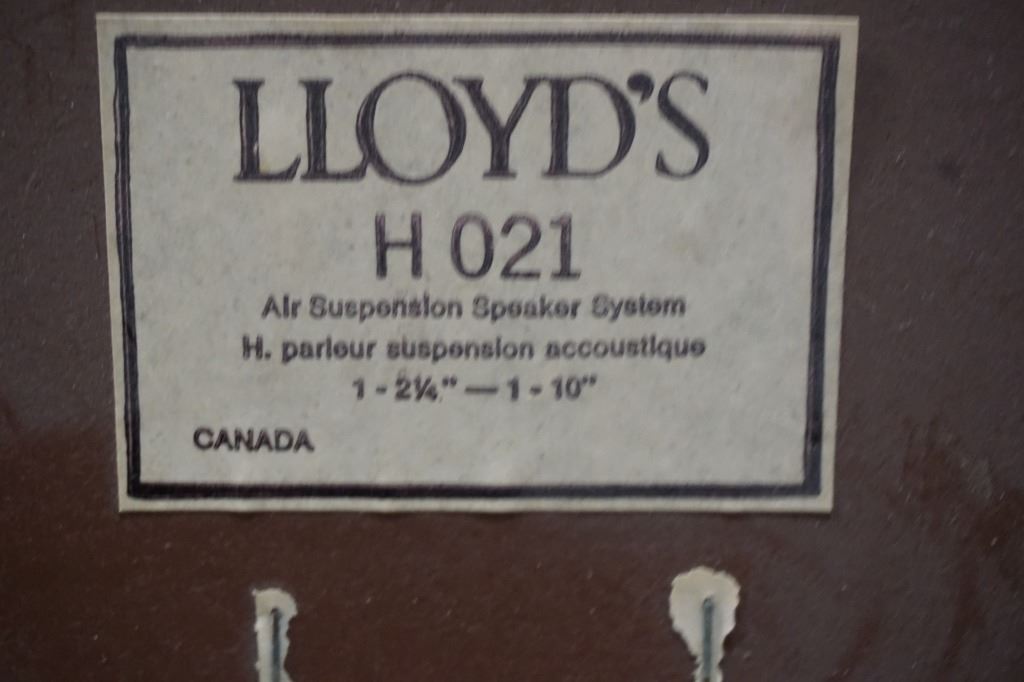 LLOYD'S
H 021
Air Suspension Speaker System
H. parleur suspension accoustique
1 - 2¼" — 1 - 10"
CANADA